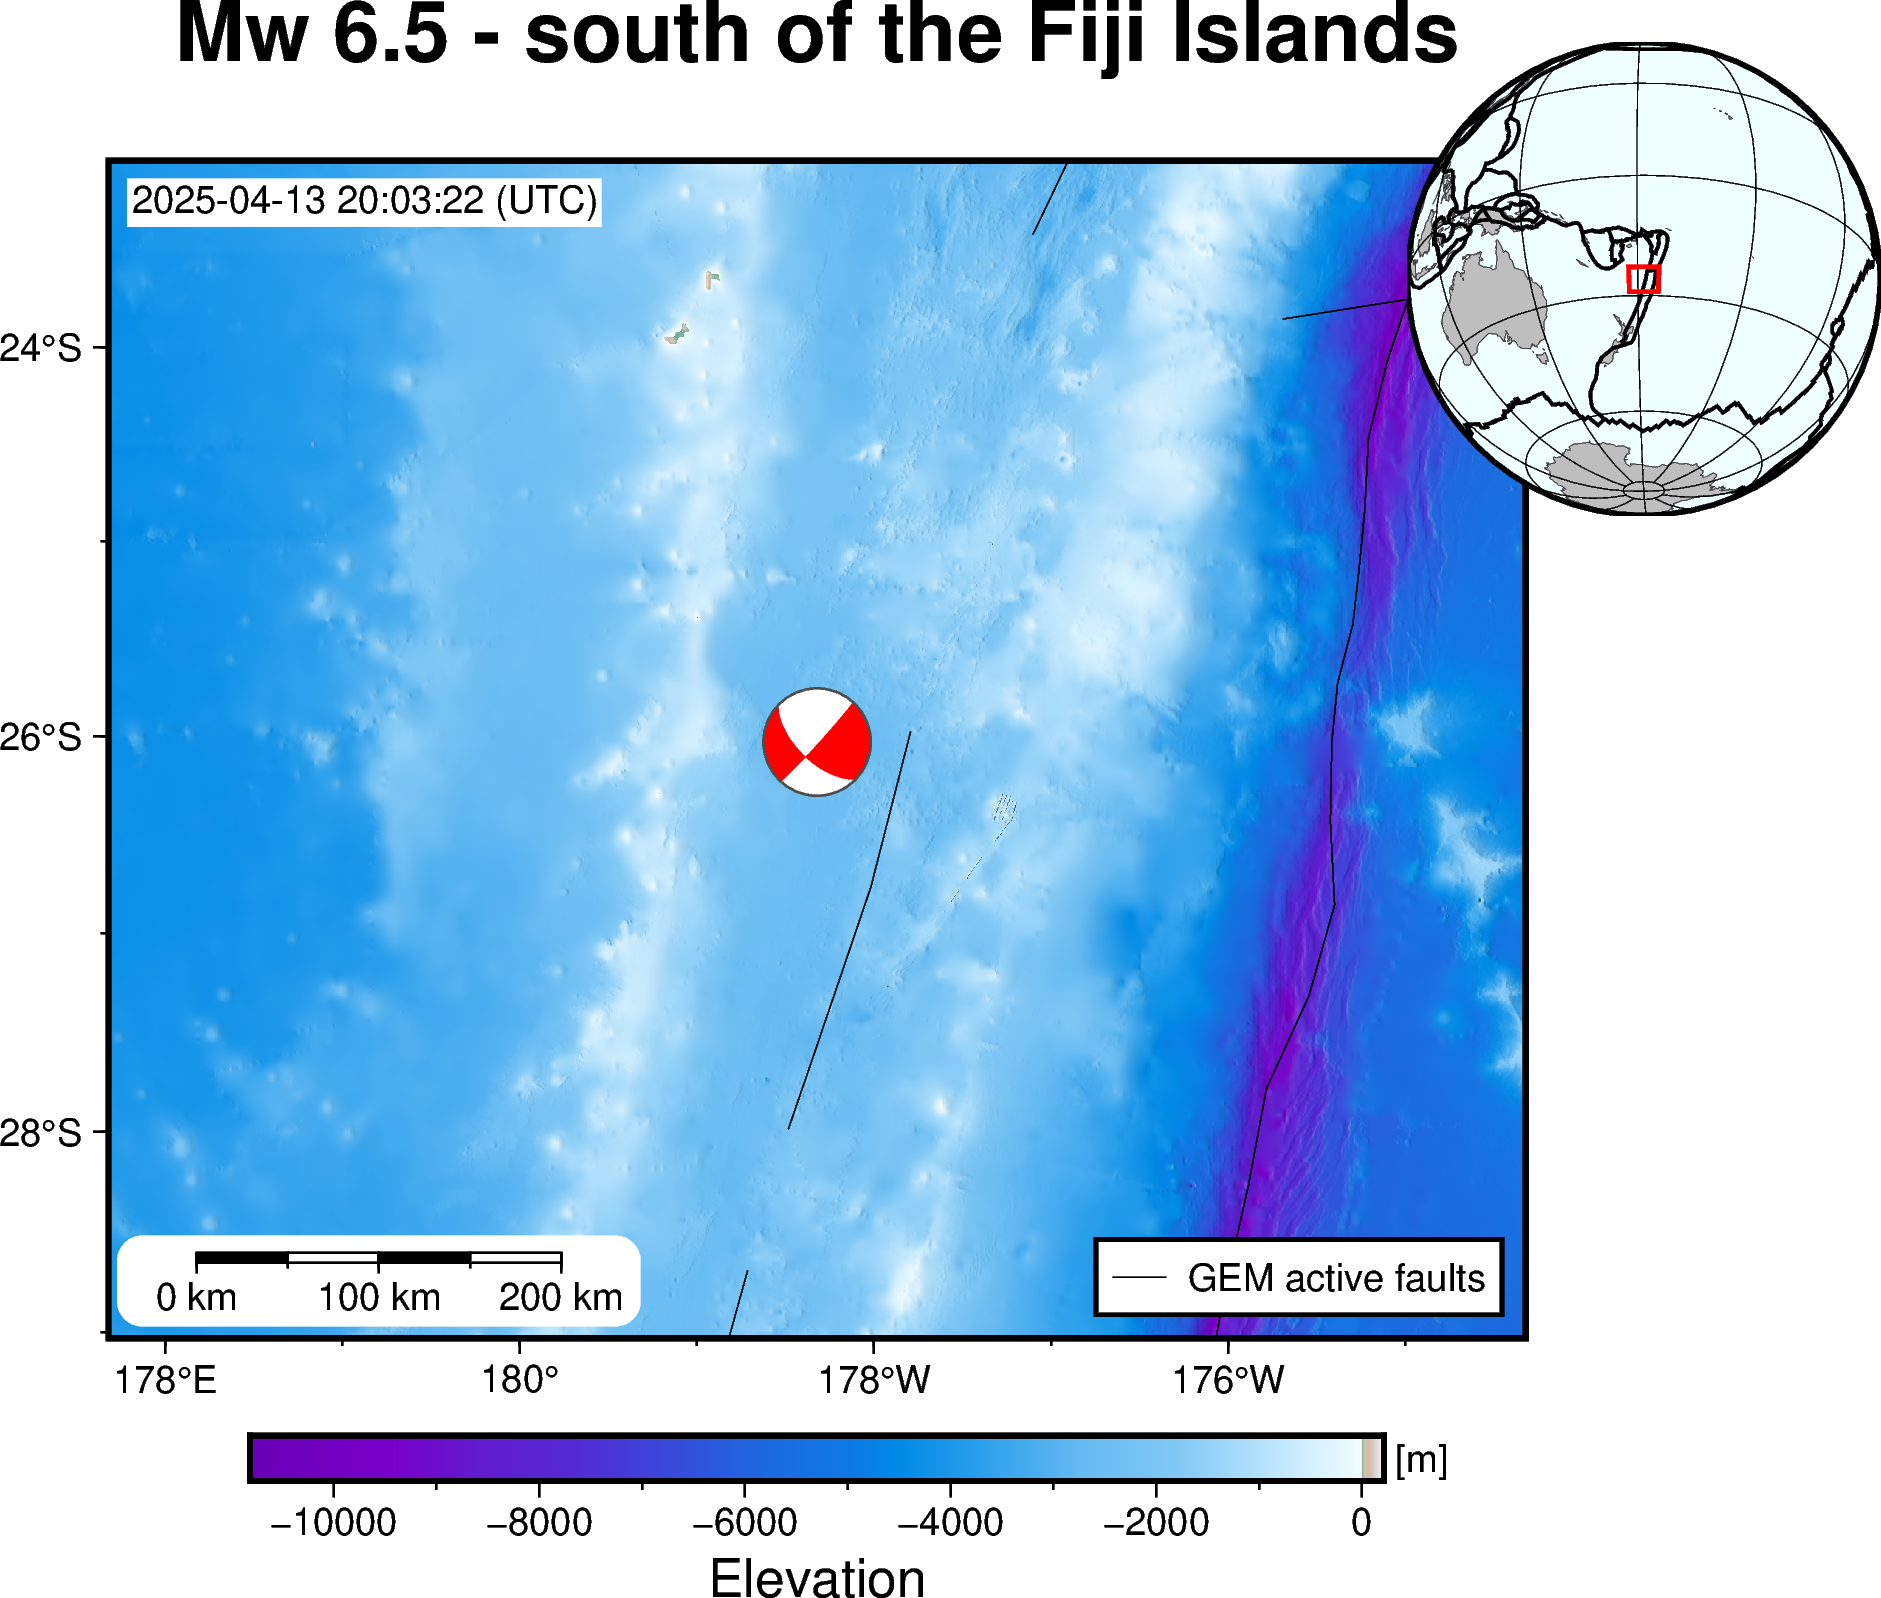 Mw 6.5 - south of the Fiji Islands
2025-04-13 20:03:22 (UTC)
24°S
26°S
28°S
0 km 100 km 200 km
GEM active faults
178°E 180° 178°W 176°W
[m]
−10000 −8000 −6000 −4000 −2000 0
Elevation